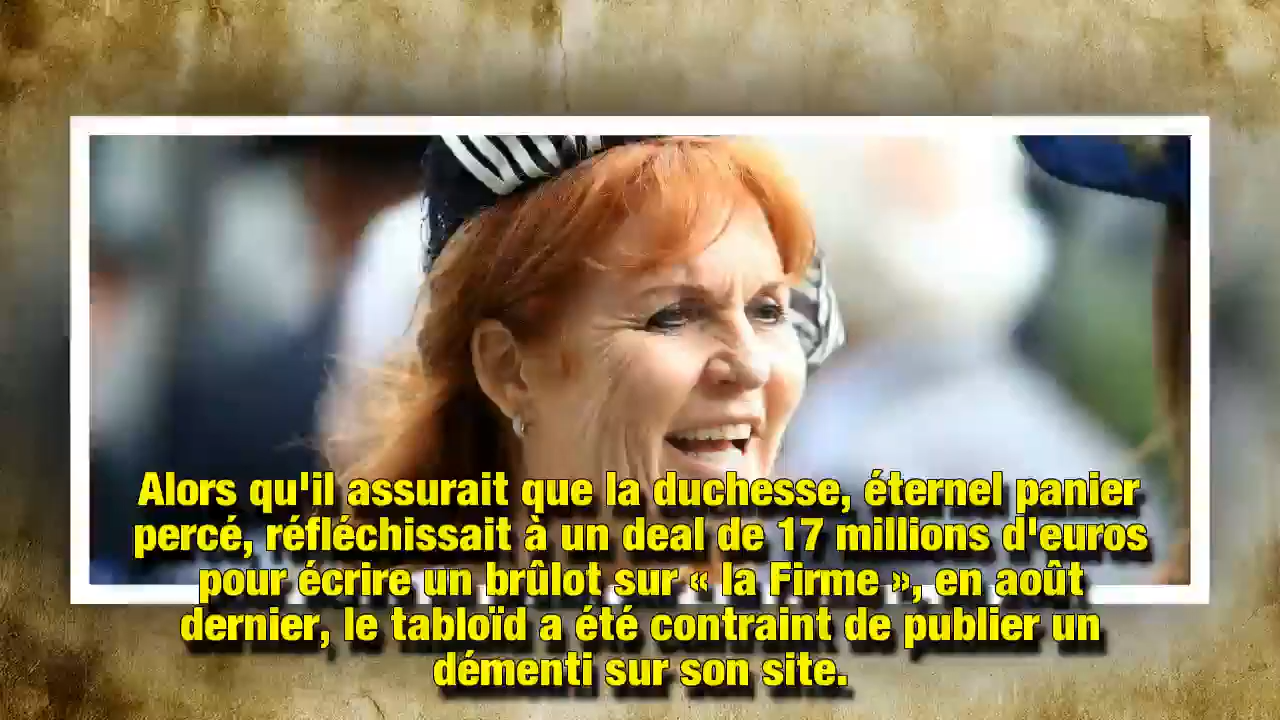 Alors qu'il assurait que la duchesse, éternel panier
percé, réfléchissait à un deal de 17 millions d'euros
pour écrire un brûlot sur « la Firme », en août
dernier, le tabloïd a été contraint de publier un
démenti sur son site.